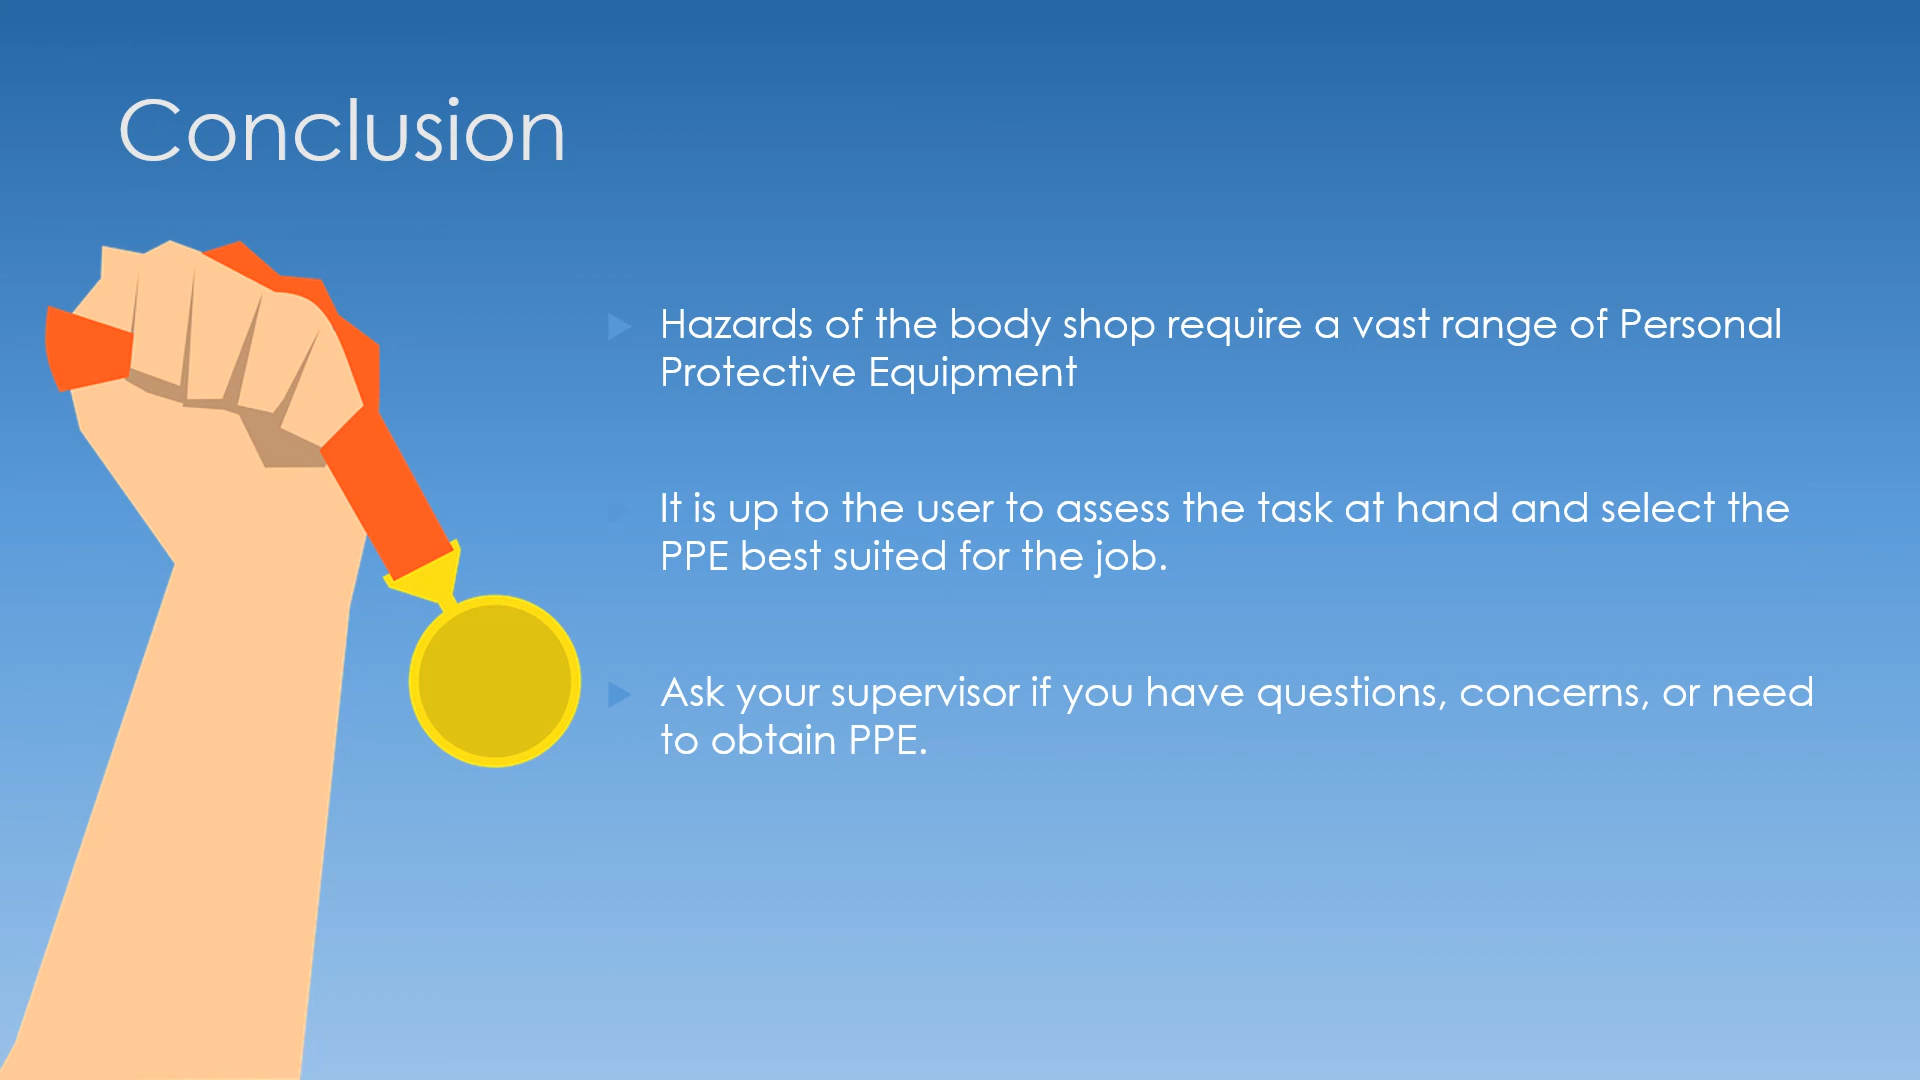 Conclusion
Hazards of the body shop require a vast range of Personal
Protective Equipment
It is up to the user to assess the task at hand and select the
PPE best suited for the job.
Ask your supervisor if you have questions, concerns, or need
to obtain PPE.